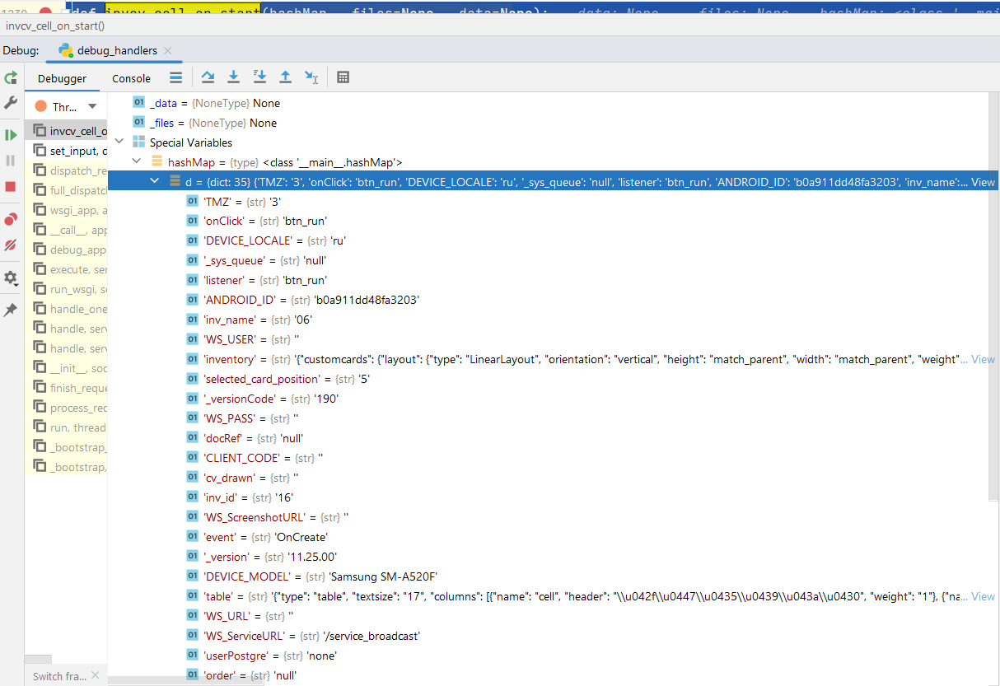 def invcv_cell_on_start(hashMap, _files=None, _data=None): _data: None _files: None hashMap: <class '__mai
invcv_cell_on_start()
Debug: debug_handlers
Debugger Console
Thr...
invcv_cell_o
set_input, d
dispatch_re
full_dispatc
wsgi_app, a
__call__, app
debug_app
execute, ser
run_wsgi, se
handle_one
handle, serv
handle, serv
__init__, soc
finish_reque
process_rec
run, thread
_bootstrap_
_bootstrap,
Switch fra...
_data = {NoneType} None
_files = {NoneType} None
Special Variables
hashMap = {type} <class '__main__.hashMap'>
d = {dict: 35} {'TMZ': '3', 'onClick': 'btn_run', 'DEVICE_LOCALE': 'ru', '_sys_queue': 'null', 'listener': 'btn_run', 'ANDROID_ID': 'b0a911dd48fa3203', 'inv_name':... View
'TMZ' = {str} '3'
'onClick' = {str} 'btn_run'
'DEVICE_LOCALE' = {str} 'ru'
'_sys_queue' = {str} 'null'
'listener' = {str} 'btn_run'
'ANDROID_ID' = {str} 'b0a911dd48fa3203'
'inv_name' = {str} '06'
'WS_USER' = {str} ''
'inventory' = {str} '{"customcards": {"layout": {"type": "LinearLayout", "orientation": "vertical", "height": "match_parent", "width": "match_parent", "weight"... View
'selected_card_position' = {str} '5'
'_versionCode' = {str} '190'
'WS_PASS' = {str} ''
'docRef' = {str} 'null'
'CLIENT_CODE' = {str} ''
'cv_drawn' = {str} ''
'inv_id' = {str} '16'
'WS_ScreenshotURL' = {str} ''
'event' = {str} 'OnCreate'
'_version' = {str} '11.25.00'
'DEVICE_MODEL' = {str} 'Samsung SM-A520F'
'table' = {str} '{"type": "table", "textsize": "17", "columns": [{"name": "cell", "header": "\\u042f\\u0447\\u0435\\u0439\\u043a\\u0430", "weight": "1"}, {"na... View
'WS_URL' = {str} ''
'WS_ServiceURL' = {str} '/service_broadcast'
'userPostgre' = {str} 'none'
'order' = {str} 'null'